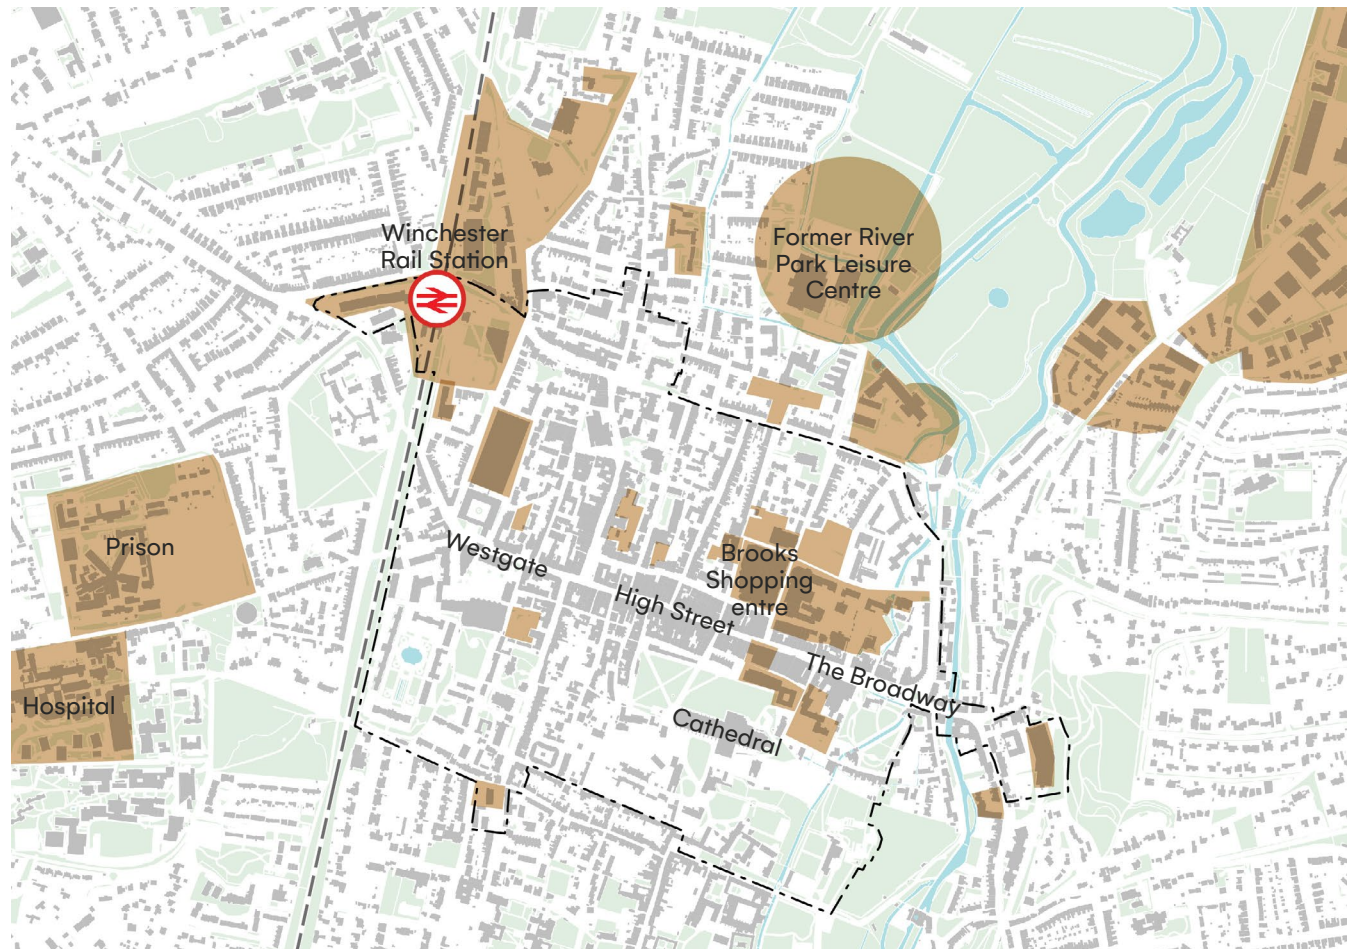 Winchester
Rail Station
Former River
Park Leisure
Centre
Prison
Westgate
Brooks
Shopping
entre
High Street
Hospital
The Broadway
Cathedral